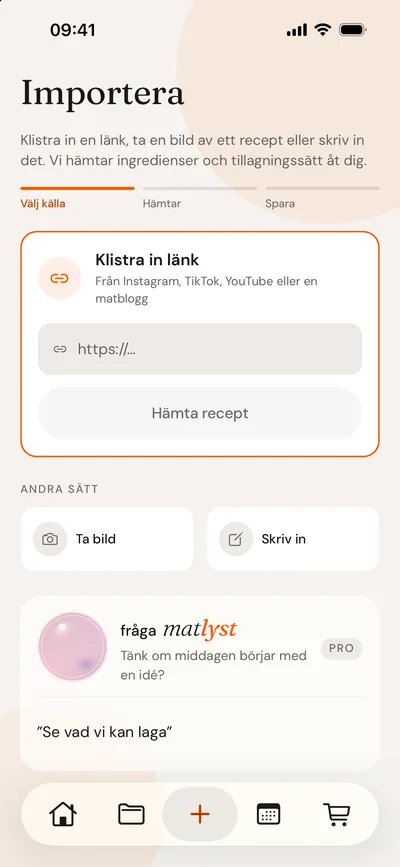 09:41
Importera
Klistra in en länk, ta en bild av ett recept eller skriv in
det. Vi hämtar ingredienser och tillagningssätt åt dig.
Välj källa
Hämtar
Spara
Klistra in länk
Från Instagram, TikTok, YouTube eller en
matblogg
https://...
Hämta recept
ANDRA SÄTT
Ta bild
Skriv in
fråga matlyst
Tänk om middagen börjar med
en idé?
PRO
”Se vad vi kan laga”